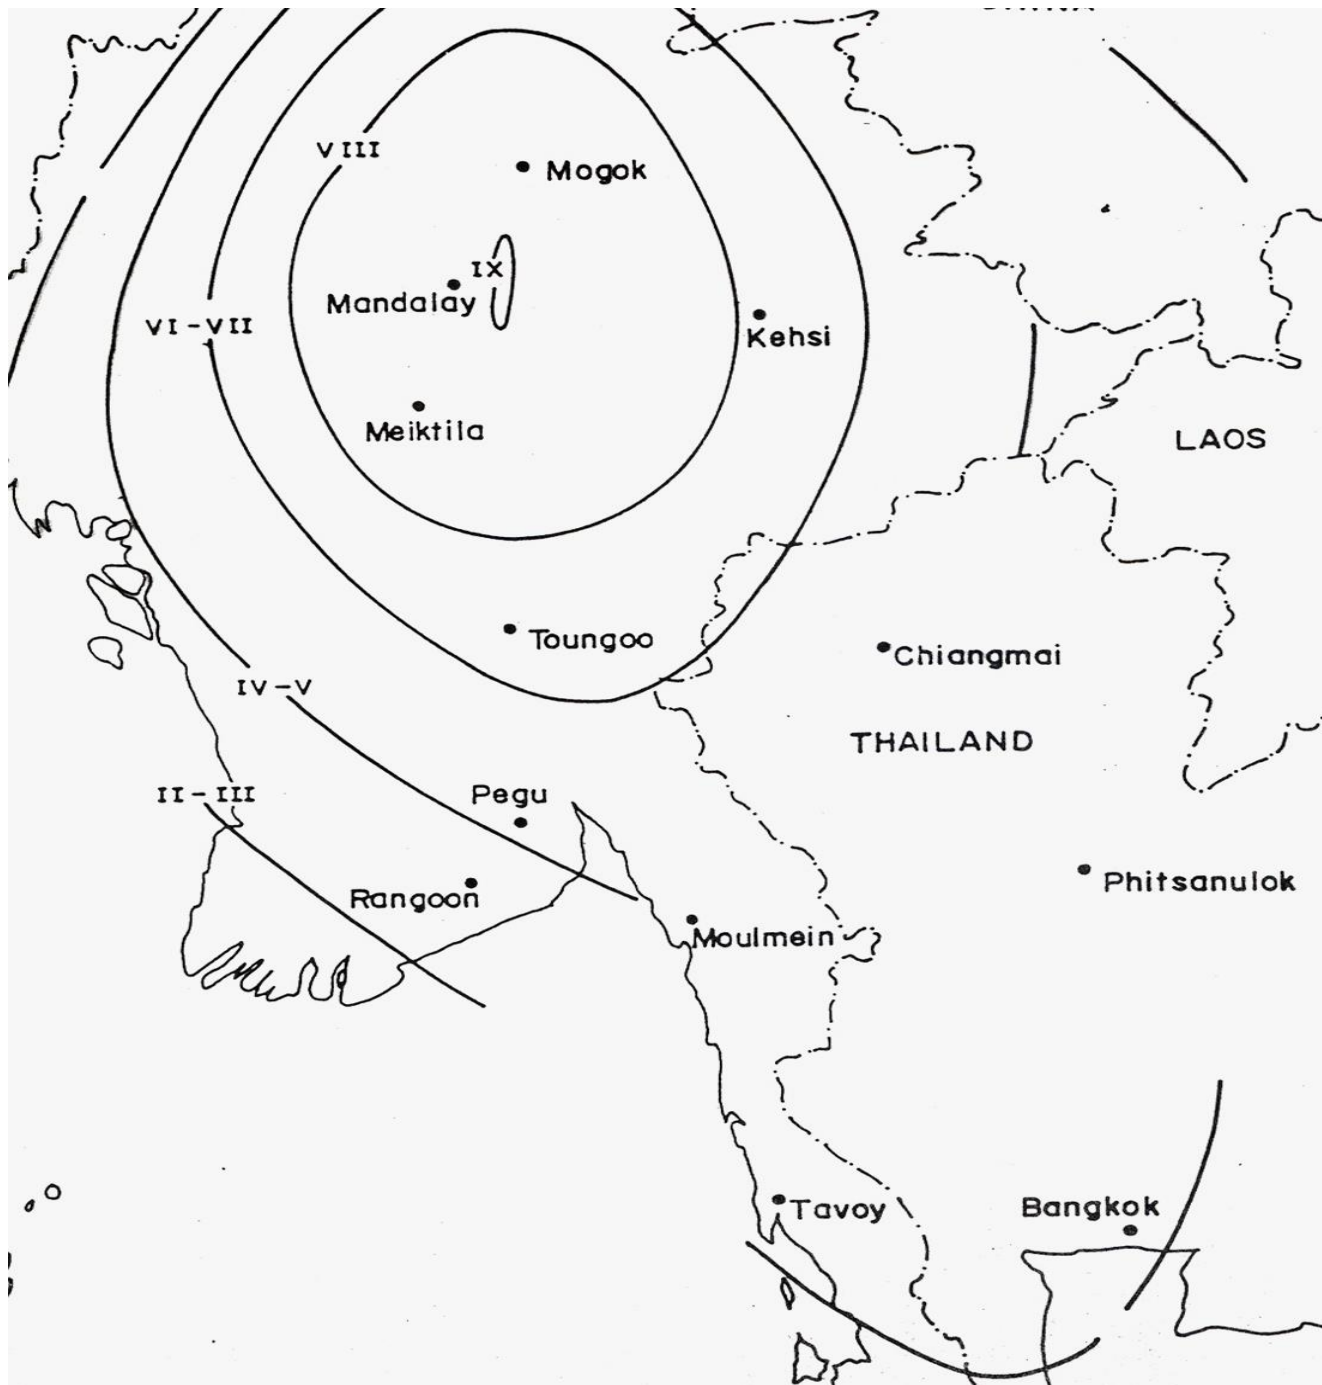 VIII
Mogok
IX
Mandalay
VI-VII
Kehsi
Meiktila
LAOS
Toungoo
Chiangmai
IV-V
THAILAND
II-III
Pegu
Phitsanulok
Rangoon
Moulmein
Tavoy
Bangkok